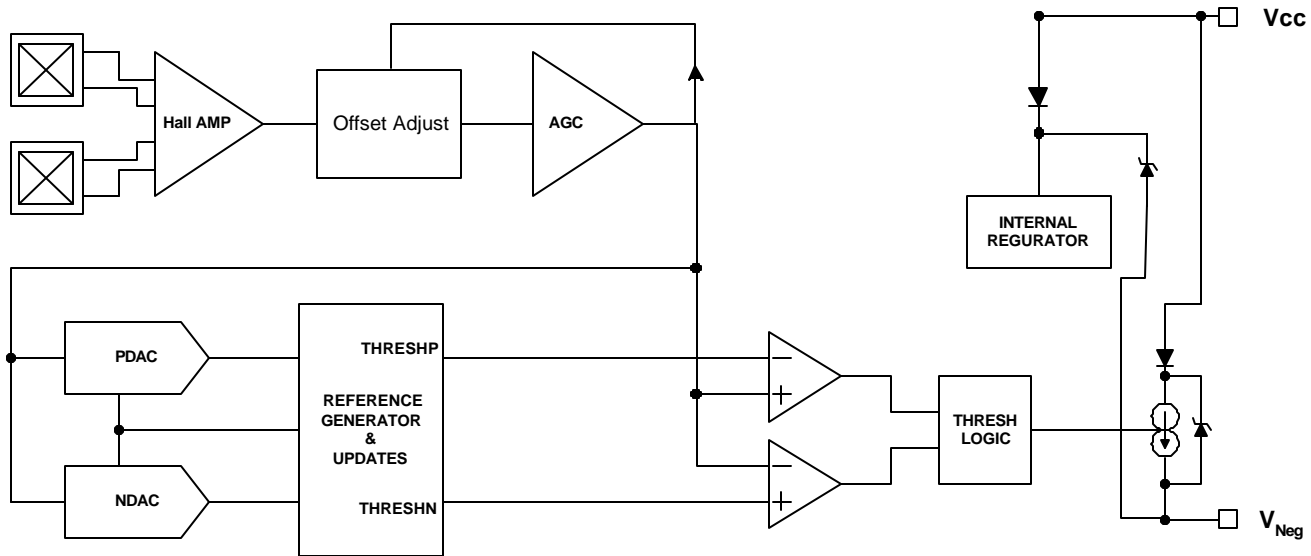 Vcc
Hall AMP
Offset Adjust
AGC
INTERNAL
REGURATOR
PDAC
THRESHP
REFERENCE
GENERATOR
&
UPDATES
THRESHN
NDAC
THRESH
LOGIC
VNeg